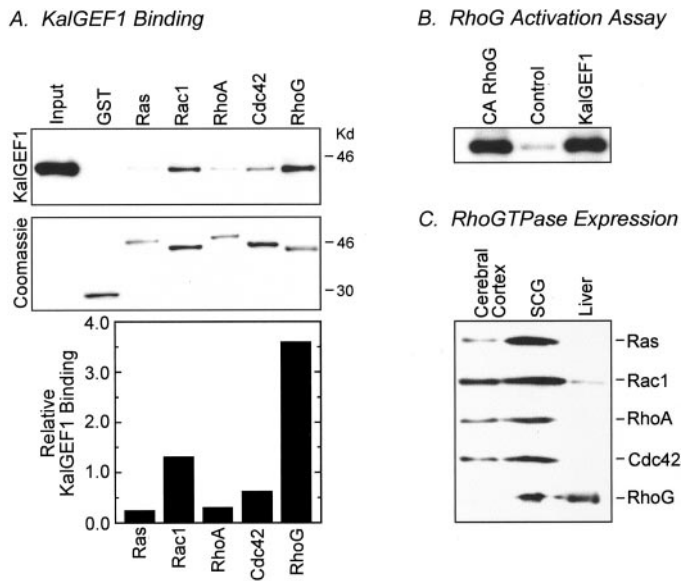 A. KalGEF1 Binding
Input
GST
Ras
Rac1
RhoA
Cdc42
RhoG
Kd
KalGEF1
-46
Coomassie
-46
-30
Relative
KalGEF1 Binding
4.0
3.0
2.0
1.0
0.0
Ras
Rac1
RhoA
Cdc42
RhoG
B. RhoG Activation Assay
CA RhoG
Control
KalGEF1
C. RhoGTPase Expression
Cerebral
Cortex
SCG
Liver
-Ras
-Rac1
-RhoA
-Cdc42
-RhoG